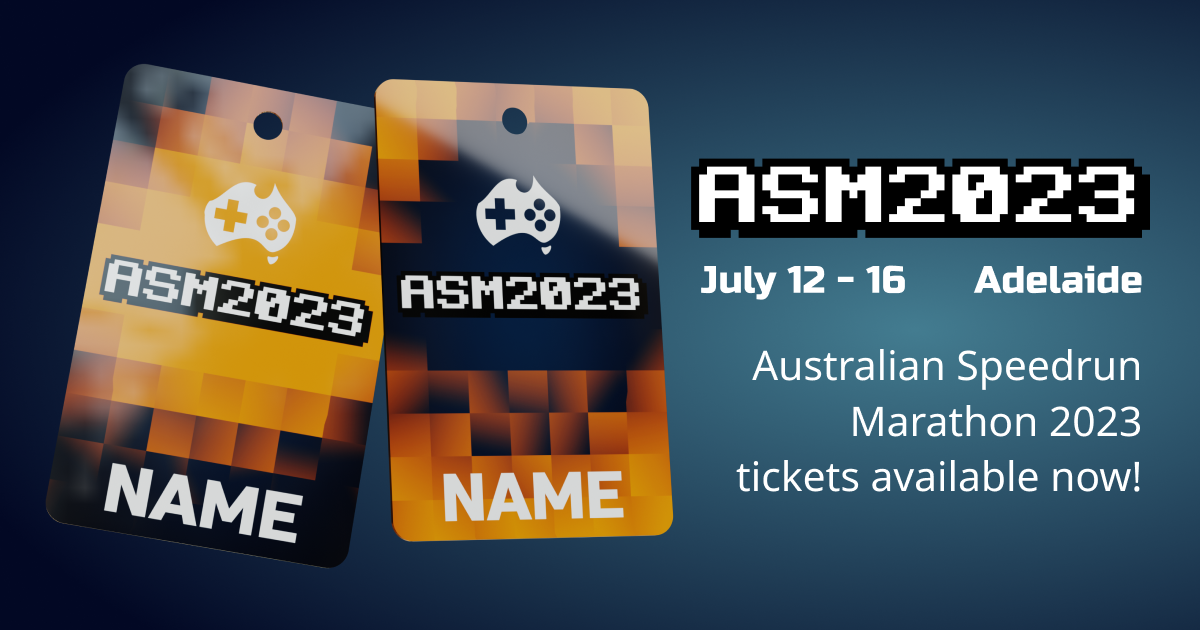 ASM2023
NAME
ASM2023
NAME
ASM2023
July 12 - 16 Adelaide
Australian Speedrun
Marathon 2023
tickets available now!